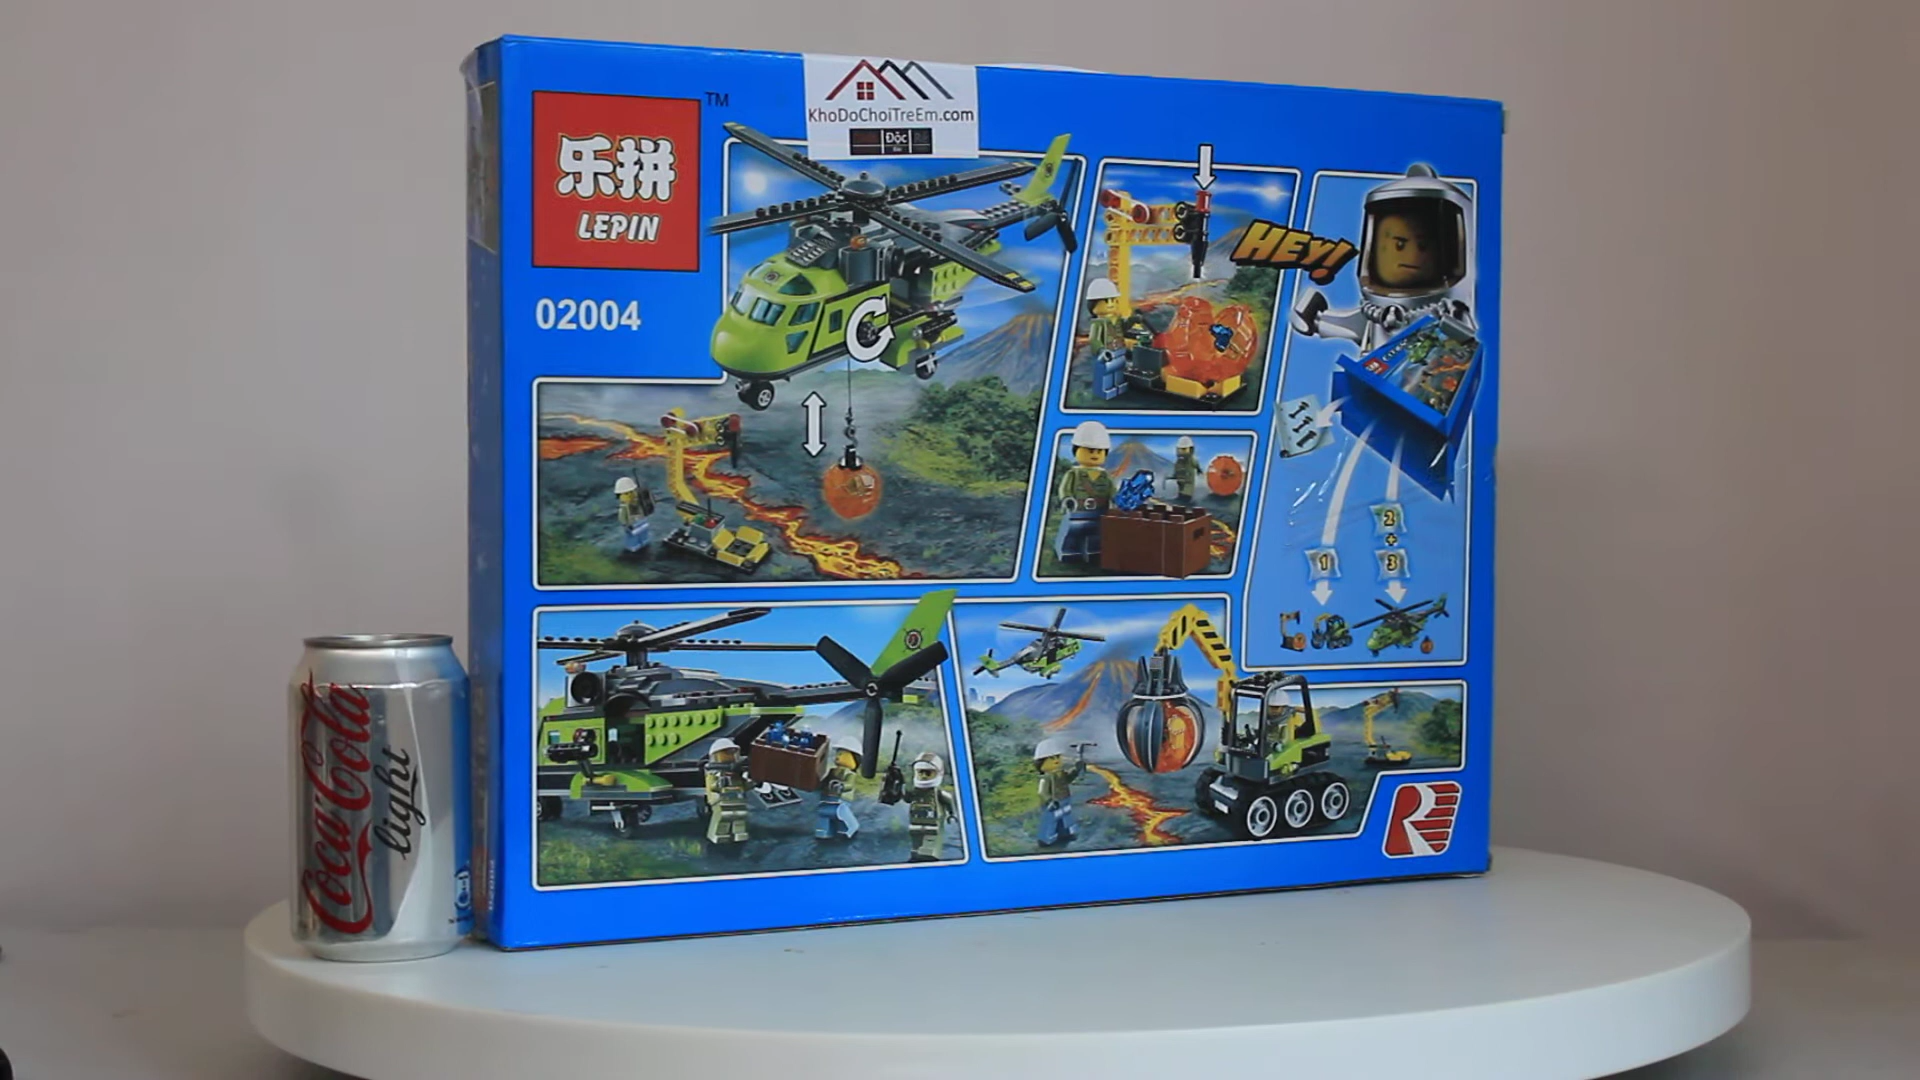 乐拼
LEPIN
TM
02004
KhoDoChoiTreEm.com
Độc
HEY!
1
2
+
3
Coca-Cola
light